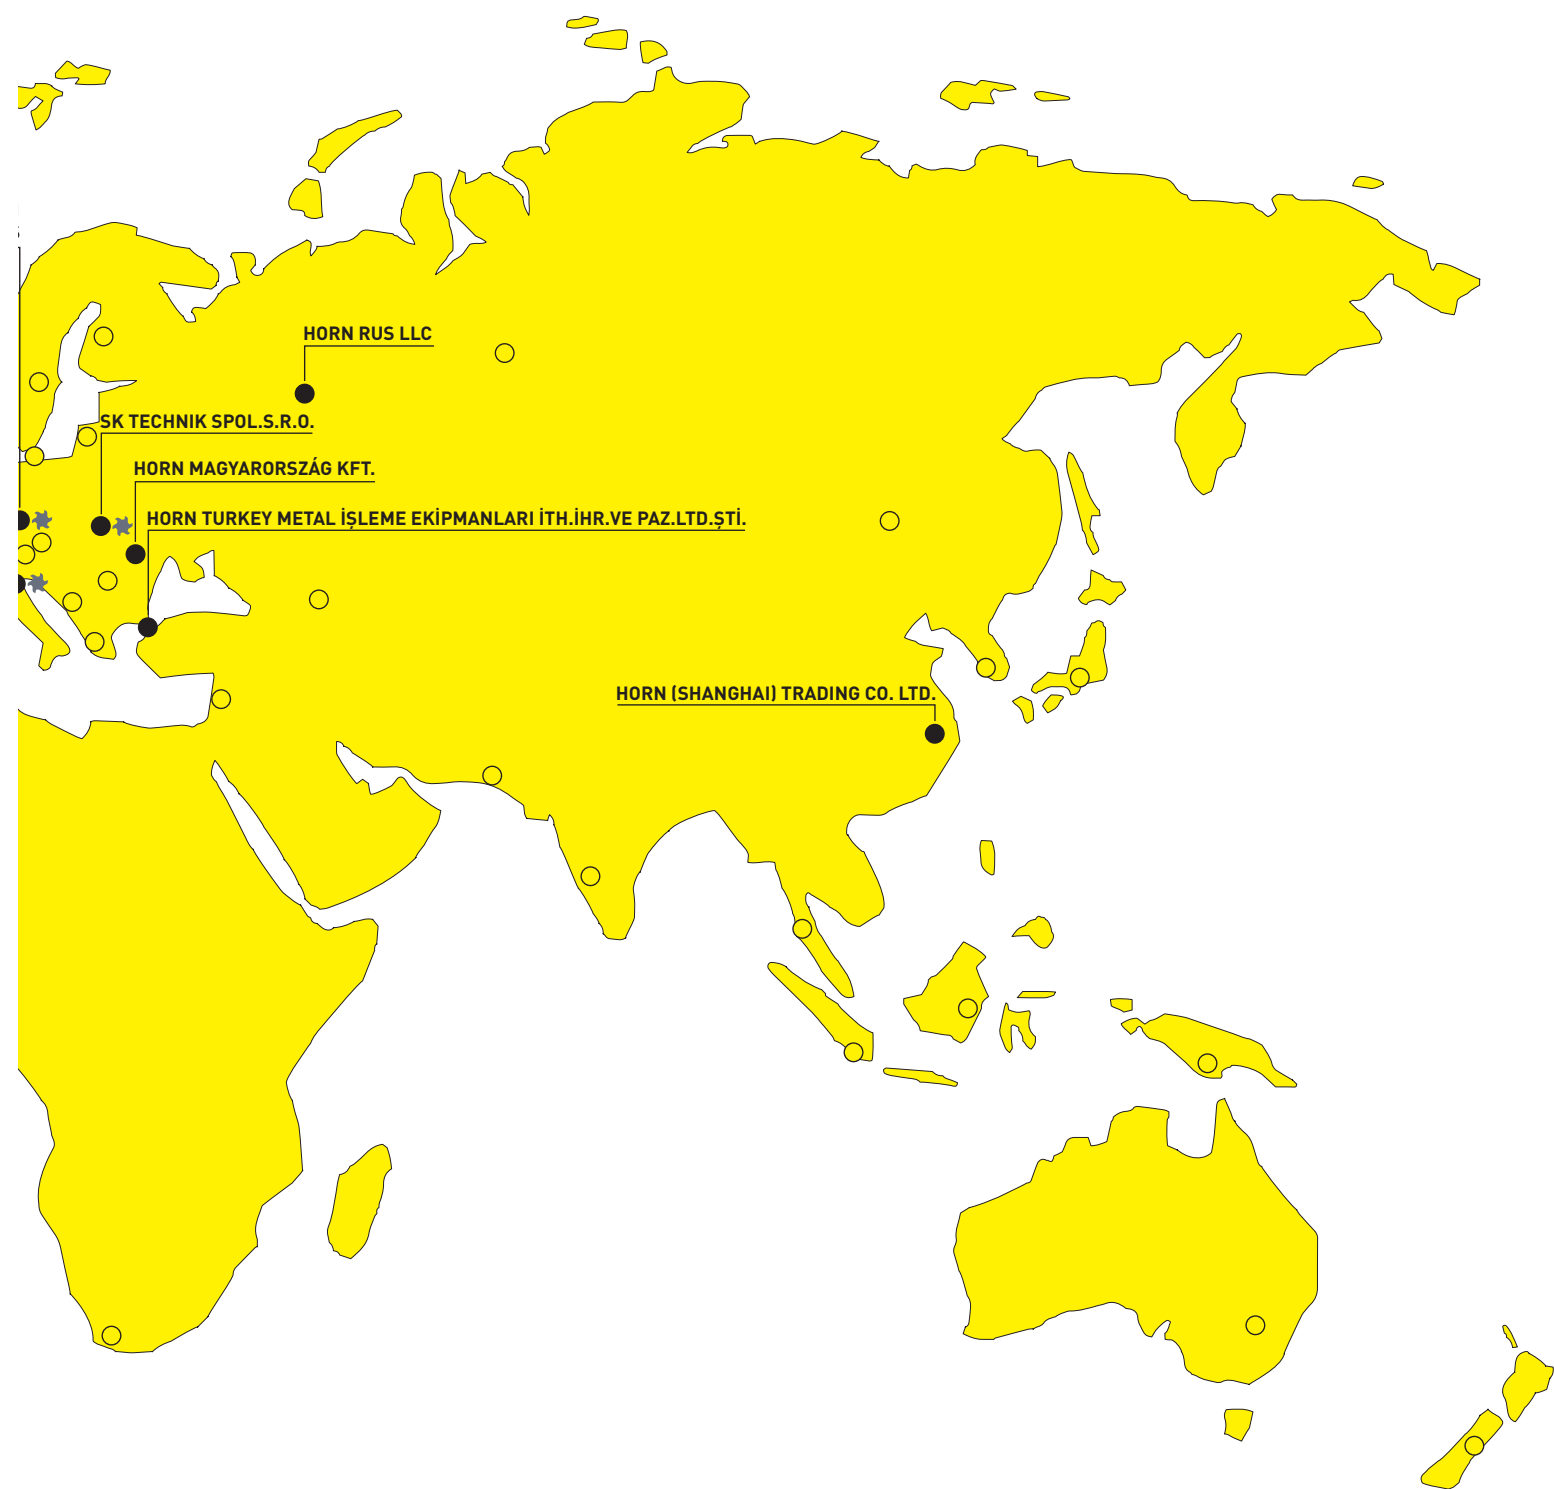 HORN RUS LLC
SK TECHNIK SPOL.S.R.O.
HORN MAGYARORSZÁG KFT.
HORN TURKEY METAL İŞLEME EKİPMANLARI İTH.İHR.VE PAZ.LTD.ŞTİ.
HORN (SHANGHAI) TRADING CO. LTD.